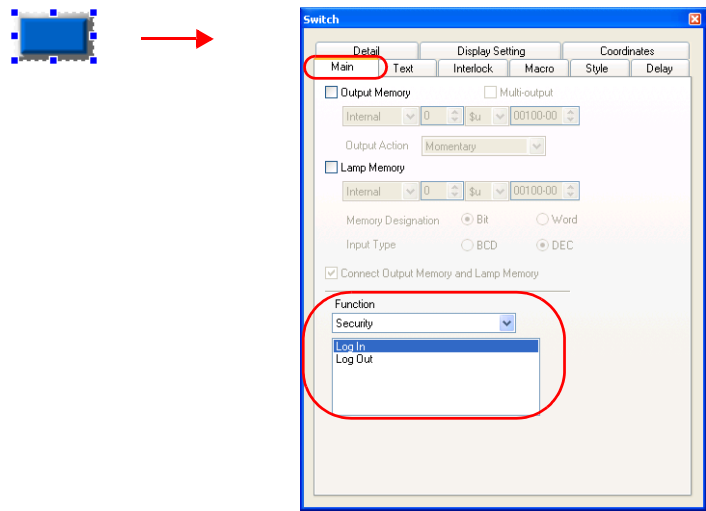 Switch
Detail Display Setting Coordinates
Main Text Interlock Macro Style Delay
Output Memory Multi-output
Internal 0 $u 00100-00
Output Action Momentary
Lamp Memory
Internal 0 $u 00100-00
Memory Designation Bit Word
Input Type BCD DEC
Connect Output Memory and Lamp Memory
Function
Security
Log In
Log Out